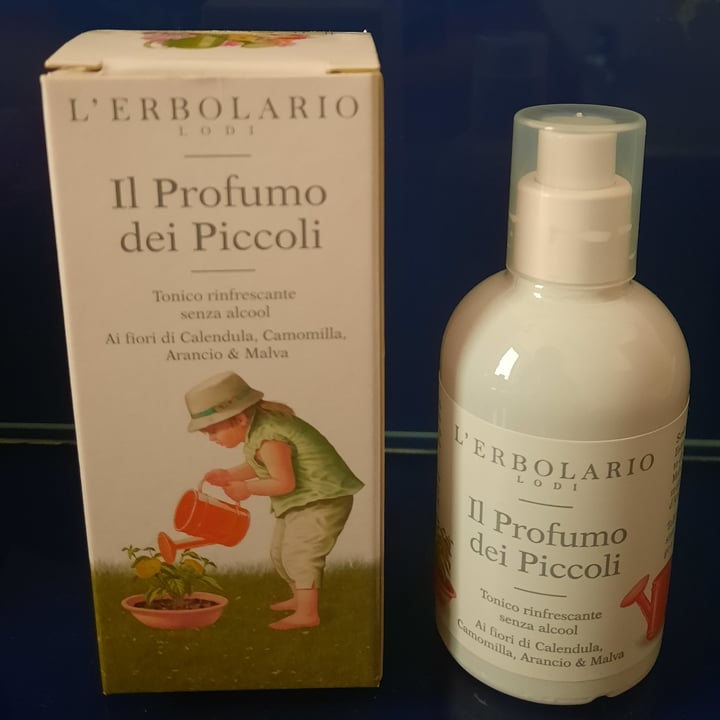 L'ERBOLARIO
LODI
Il Profumo
dei Piccoli
Tonico rinfrescante
senza alcool
Ai fiori di Calendula, Camomilla,
Arancio & Malva
L'ERBOLARIO
LODI
Il Profumo
dei Piccoli
Tonico rinfrescante
senza alcool
Ai fiori di Calendula,
Camomilla, Arancio & Malva